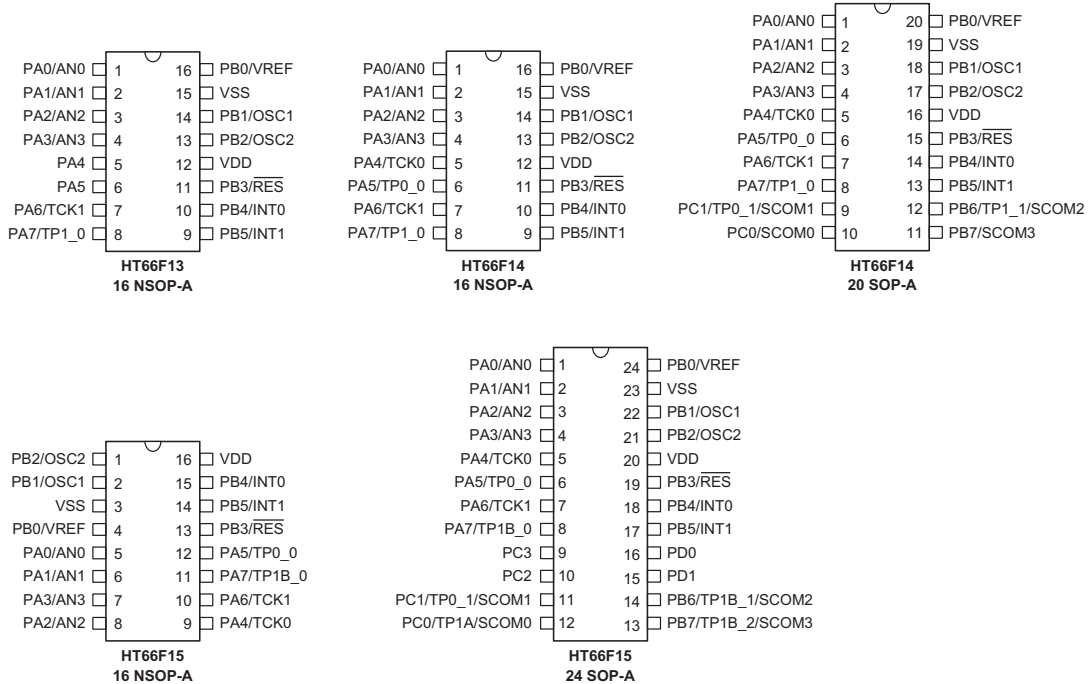 PA0/AN0 1 16 PB0/VREF
PA1/AN1 2 15 VSS
PA2/AN2 3 14 PB1/OSC1
PA3/AN3 4 13 PB2/OSC2
PA4 5 12 VDD
PA5 6 11 PB3/RES
PA6/TCK1 7 10 PB4/INT0
PA7/TP1_0 8 9 PB5/INT1
HT66F13
16 NSOP-A
PA0/AN0 1 16 PB0/VREF
PA1/AN1 2 15 VSS
PA2/AN2 3 14 PB1/OSC1
PA3/AN3 4 13 PB2/OSC2
PA4/TCK0 5 12 VDD
PA5/TP0_0 6 11 PB3/RES
PA6/TCK1 7 10 PB4/INT0
PA7/TP1_0 8 9 PB5/INT1
HT66F14
16 NSOP-A
PA0/AN0 1 20 PB0/VREF
PA1/AN1 2 19 VSS
PA2/AN2 3 18 PB1/OSC1
PA3/AN3 4 17 PB2/OSC2
PA4/TCK0 5 16 VDD
PA5/TP0_0 6 15 PB3/RES
PA6/TCK1 7 14 PB4/INT0
PA7/TP1_0 8 13 PB5/INT1
PC1/TP0_1/SCOM1 9 12 PB6/TP1_1/SCOM2
PC0/SCOM0 10 11 PB7/SCOM3
HT66F14
20 SOP-A
PB2/OSC2 1 16 VDD
PB1/OSC1 2 15 PB4/INT0
VSS 3 14 PB5/INT1
PB0/VREF 4 13 PB3/RES
PA0/AN0 5 12 PA5/TP0_0
PA1/AN1 6 11 PA7/TP1B_0
PA3/AN3 7 10 PA6/TCK1
PA2/AN2 8 9 PA4/TCK0
HT66F15
16 NSOP-A
PA0/AN0 1 24 PB0/VREF
PA1/AN1 2 23 VSS
PA2/AN2 3 22 PB1/OSC1
PA3/AN3 4 21 PB2/OSC2
PA4/TCK0 5 20 VDD
PA5/TP0_0 6 19 PB3/RES
PA6/TCK1 7 18 PB4/INT0
PA7/TP1B_0 8 17 PB5/INT1
PC3 9 16 PD0
PC2 10 15 PD1
PC1/TP0_1/SCOM1 11 14 PB6/TP1B_1/SCOM2
PC0/TP1A/SCOM0 12 13 PB7/TP1B_2/SCOM3
HT66F15
24 SOP-A